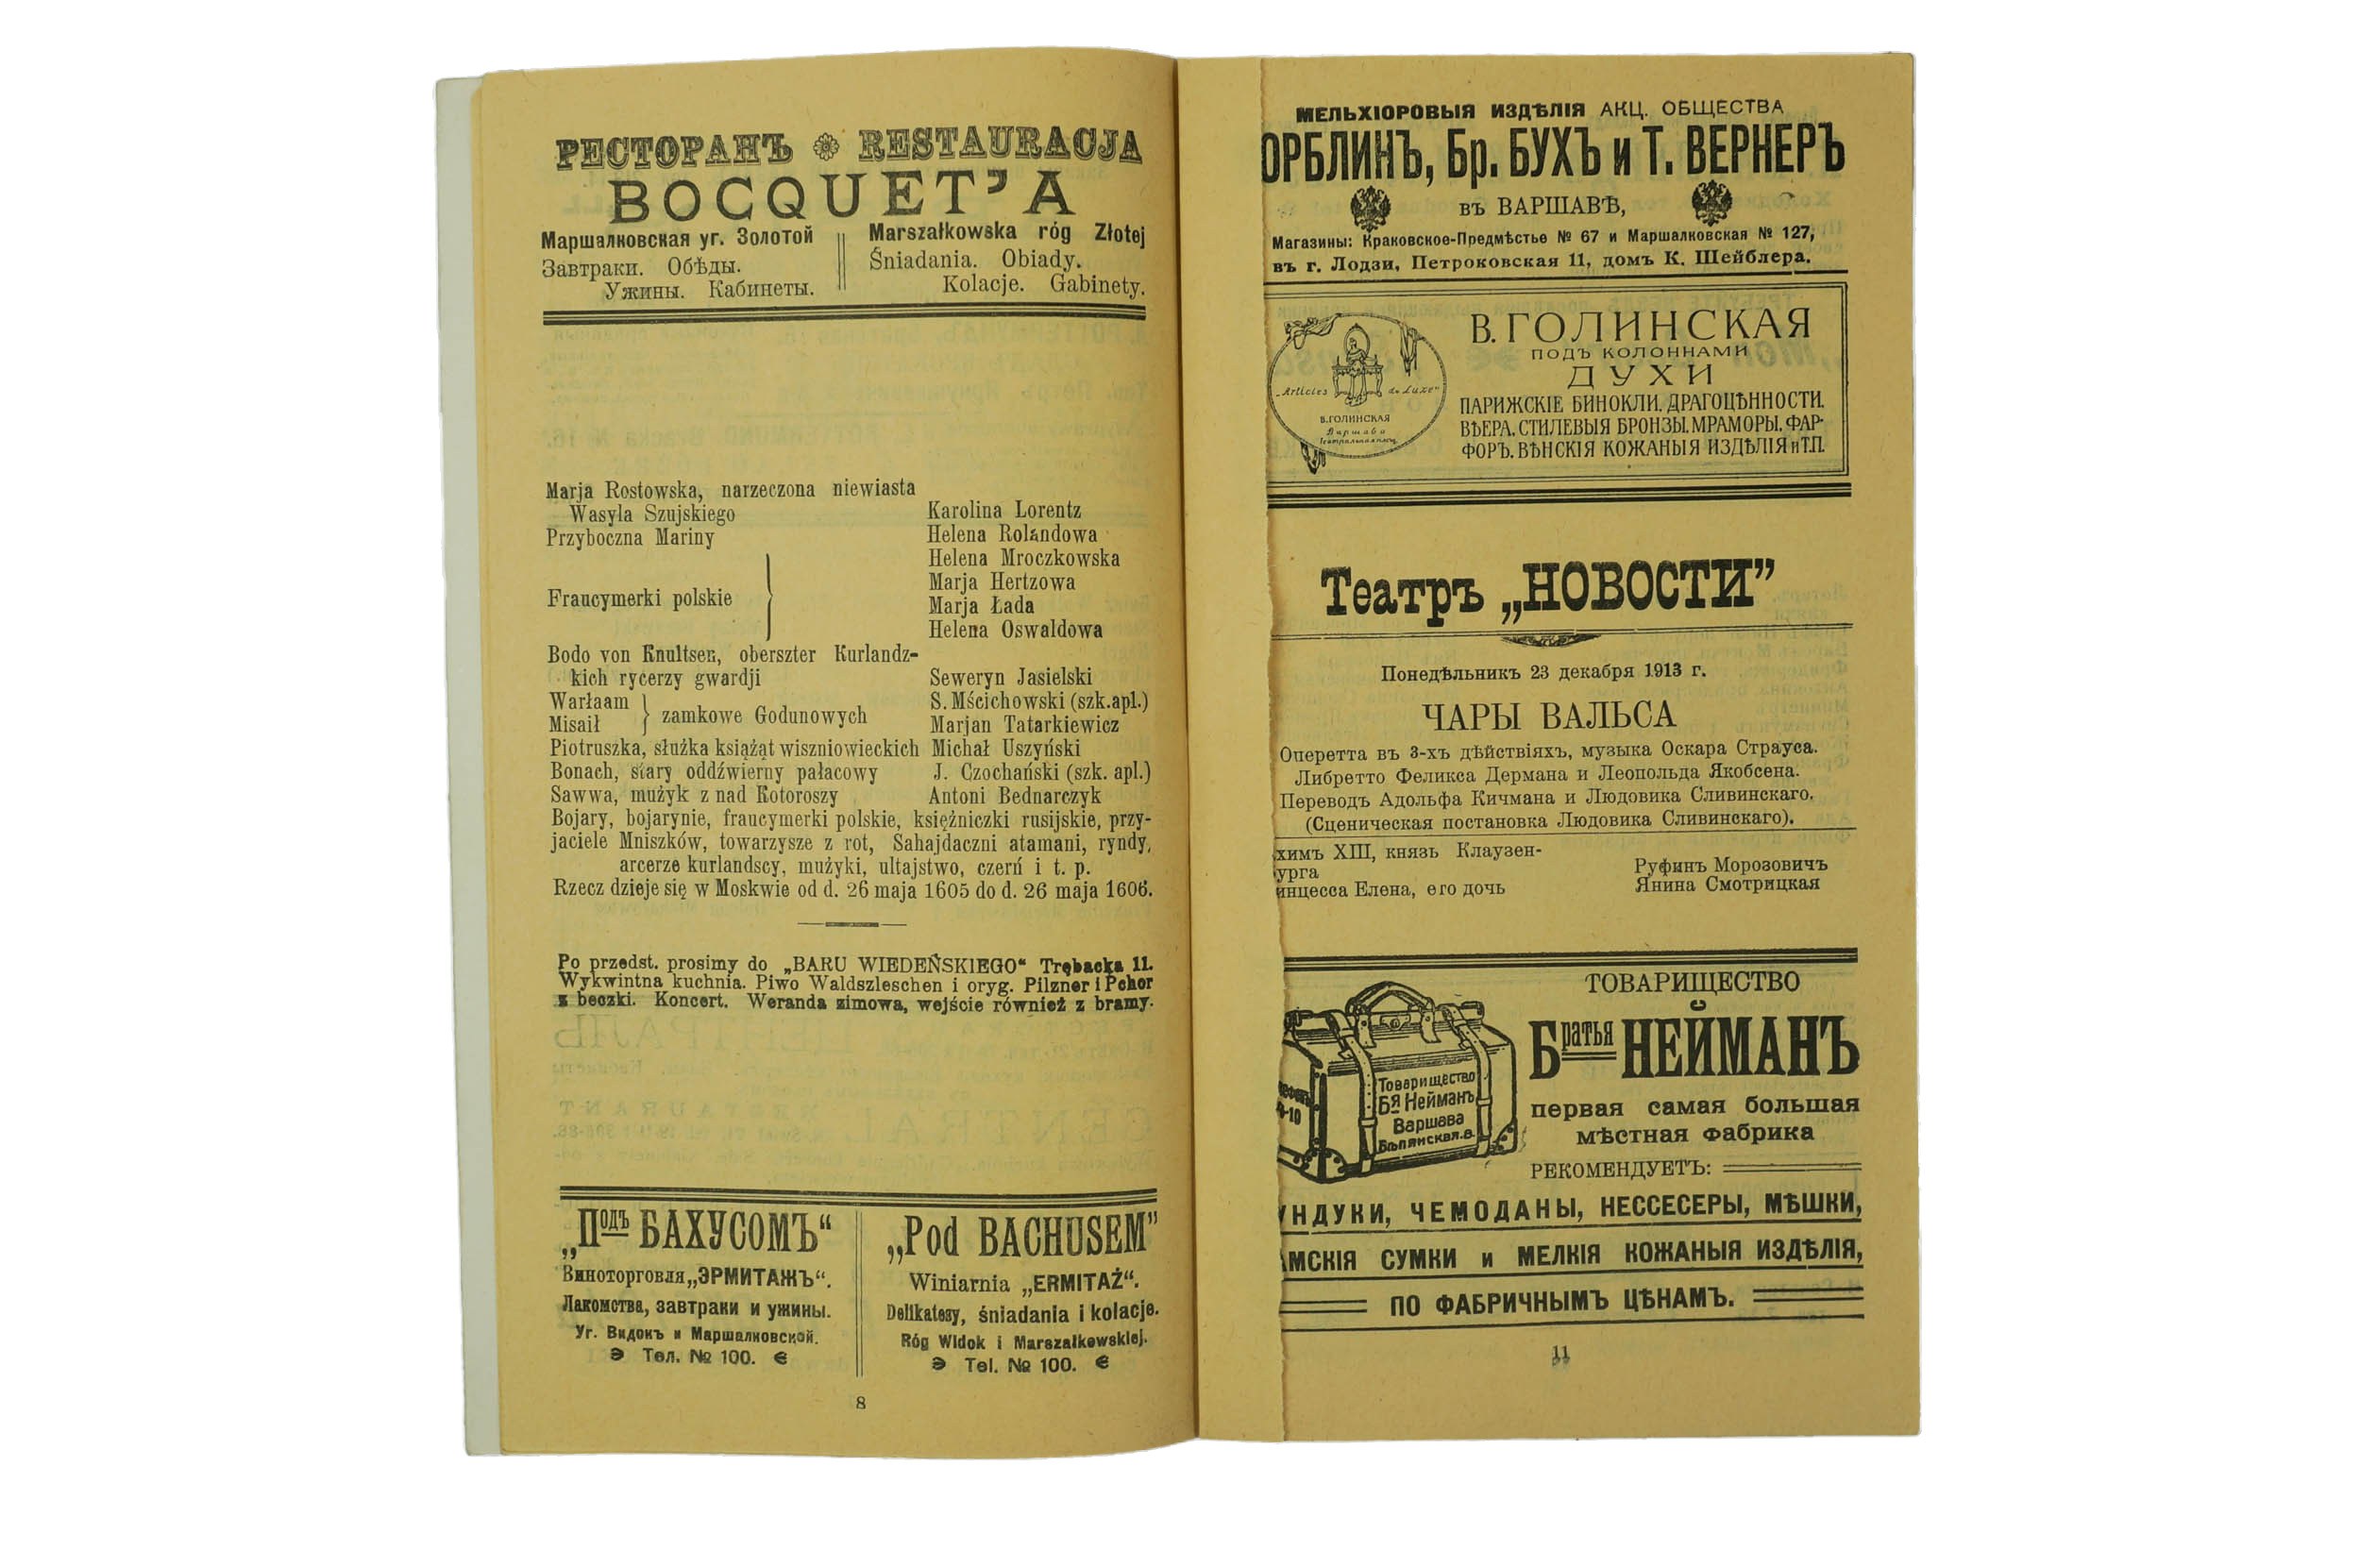 РЕСТОРАНЪ RESTAURACJA
BOCQUET’A
Маршалковская уг. Золотой
Завтраки. Обѣды.
Ужины. Кабинеты.
Marszałkowska róg Złotej
Śniadania. Obiady.
Kolacje. Gabinety.
Marja Rostowska, narzeczona niewiasta
Wasyla Szujskiego Karolina Lorentz
Przyboczna Mariny Helena Rolandowa
Helena Mroczkowska
Marja Hertzowa
Fraucymerki polskie
Marja Łada
Helena Oswaldowa
Bodo von Knultsen, oberszter Kurlandz-
kich rycerzy gwardji Seweryn Jasielski
Warłaam S. Mścichowski (szk.apl.)
zamkowe Godunowych
Misaił Marjan Tatarkiewicz
Piotruszka, służka książąt wiszniowieckich Michał Uszyński
Bonach, stary oddźwierny pałacowy J. Czochański (szk. apl.)
Sawwa, mużyk z nad Kotoroszy Antoni Bednarczyk
Bojary, bojarynie, fraucymerki polskie, księżniczki rusijskie, przy-
jaciele Mniszków, towarzysze z rot, Sahajdaczni atamani, ryndy,
arcerze kurlandscy, mużyki, ultajstwo, czerń i t. p.
Rzecz dzieje się w Moskwie od d. 26 maja 1605 do d. 26 maja 1606.
Po przedst. prosimy do „BARU WIEDEŃSKIEGO“ Trębacka 11.
Wykwintna kuchnia. Piwo Waldszleschen i oryg. Pilzner i Pchor
z beczki. Koncert. Weranda zimowa, wejście również z bramy.
„Подъ БАХУСОМЪ“
Виноторговля „ЭРМИТАЖЪ“.
Лакомства, завтраки и ужины.
Уг. Видокъ и Маршалковской.
Тел. № 100.
„Pod BACHUSEM”
Winiarnia „ERMITAŻ“.
Delikatesy, śniadania i kolacje.
Róg Widok i Marszałkowskiej.
Tel. № 100.
8
МЕЛЬХІОРОВЫЯ ИЗДѢЛІЯ АКЦ. ОБЩЕСТВА
ОРБЛИНЪ, Бр. БУХЪ и Т. ВЕРНЕРЪ
въ ВАРШАВѢ,
Магазины: Краковское-Предмѣстье № 67 и Маршалковская № 127,
въ г. Лодзи, Петроковская 11, домъ К. Шейблера.
„Articles de Luxe“
В.ГОЛИНСКАЯ
Варшава
Театральная площ.
В. ГОЛИНСКАЯ
ПОДЪ КОЛОННАМИ
ДУХИ
ПАРИЖСКІЕ БИНОКЛИ. ДРАГОЦѢННОСТИ.
ВѢЕРА. СТИЛЕВЫЯ БРОНЗЫ. МРАМОРЫ. ФАР-
ФОРЪ. ВѢНСКІЯ КОЖАНЫЯ ИЗДѢЛІЯ и Т.П.
Театръ „НОВОСТИ”
Понедѣльникъ 23 декабря 1913 г.
ЧАРЫ ВАЛЬСА
Оперетта въ 3-хъ дѣйствіяхъ, музыка Оскара Страуса.
Либретто Феликса Дермана и Леопольда Якобсена.
Переводъ Адольфа Кичмана и Людовика Сливинскаго.
(Сценическая постановка Людовика Сливинскаго).
химъ XIII, князь Клаузен-
урга Руфинъ Морозовичъ
инцесса Елена, его дочь Янина Смотрицкая
ТОВАРИЩЕСТВО
Братья НЕЙМАНЪ
Товарищество
Бя Нейманъ
Варшава
Бѣлянская.8.
-10
первая самая большая
мѣстная фабрика
РЕКОМЕНДУЕТЪ:
УНДУКИ, ЧЕМОДАНЫ, НЕССЕСЕРЫ, МѢШКИ,
АМСКІЯ СУМКИ и МЕЛКІЯ КОЖАНЫЯ ИЗДѢЛІЯ,
ПО ФАБРИЧНЫМЪ ЦѢНАМЪ.
11